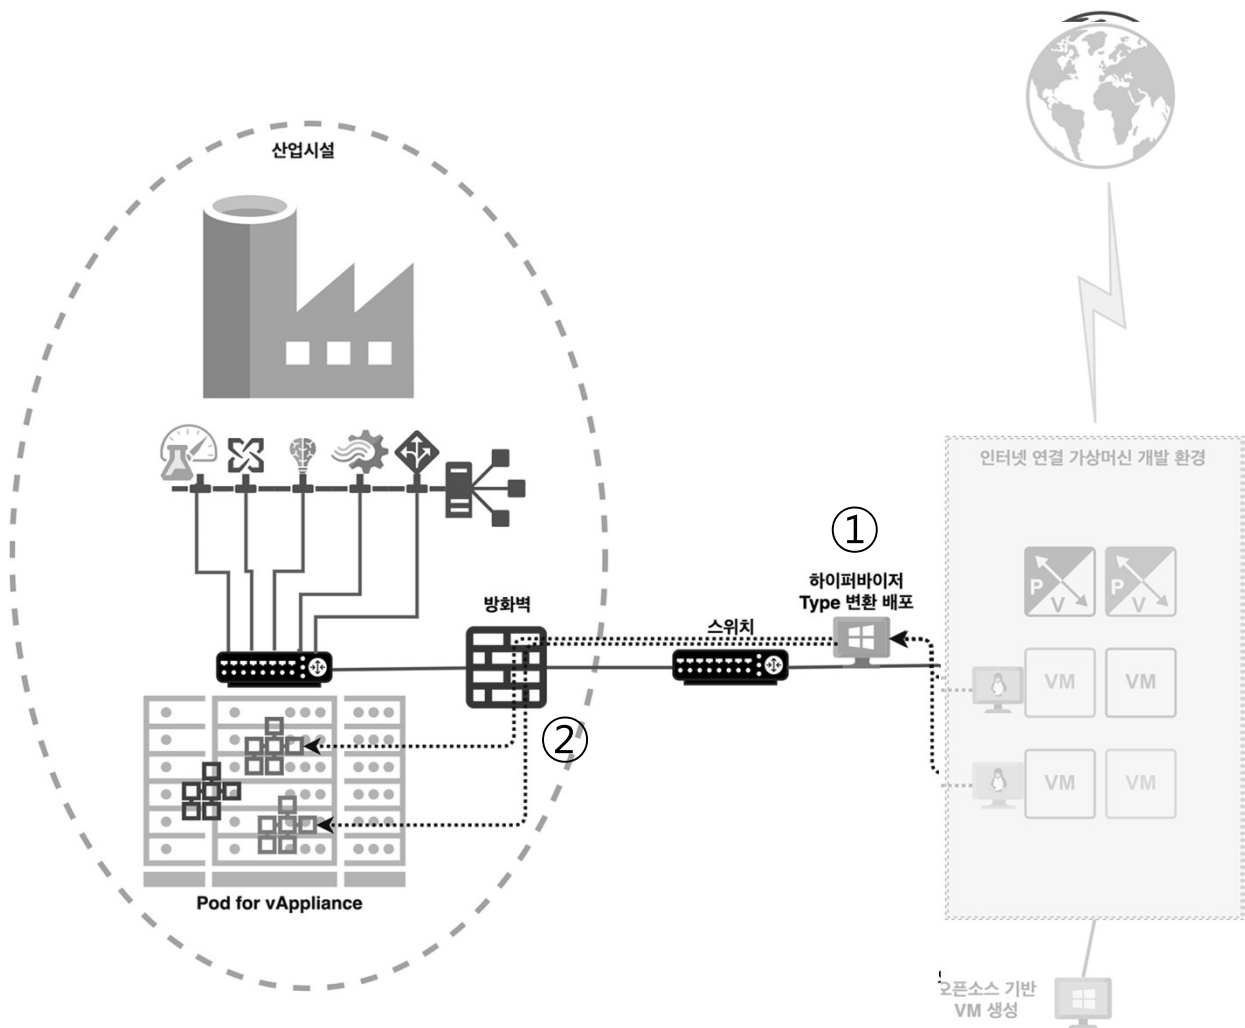 산업시설
인터넷 연결 가상머신 개발 환경
P
V
P
V
①
하이퍼바이저
Type 변환 배포
방화벽
스위치
VM
VM
②
VM
VM
Pod for vAppliance
오픈소스 기반
VM 생성